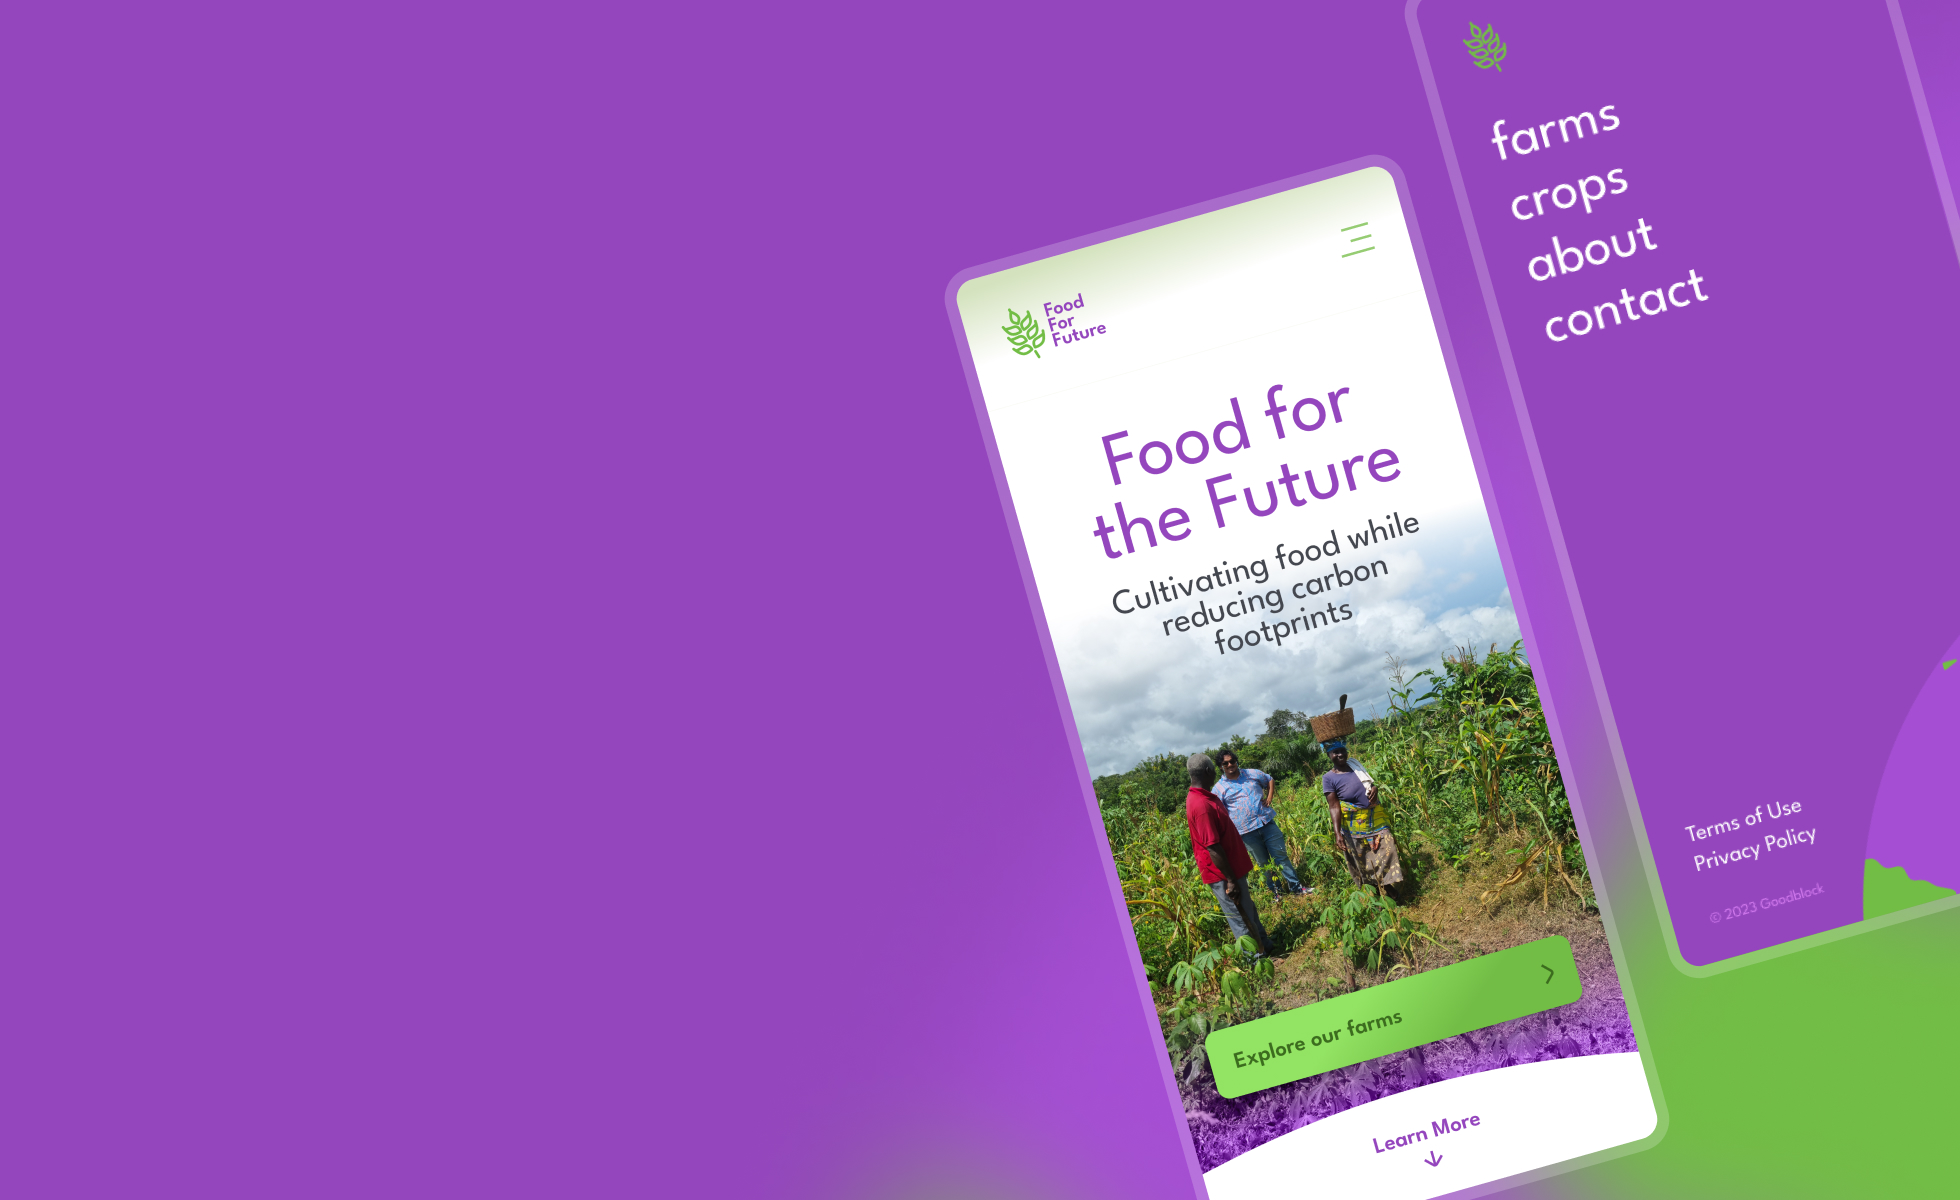 Food
For
Future
Food for
the Future
Cultivating food while
reducing carbon
footprints
Explore our farms
Learn More
farms
crops
about
contact
Terms of Use
Privacy Policy
© 2023 Goodblock